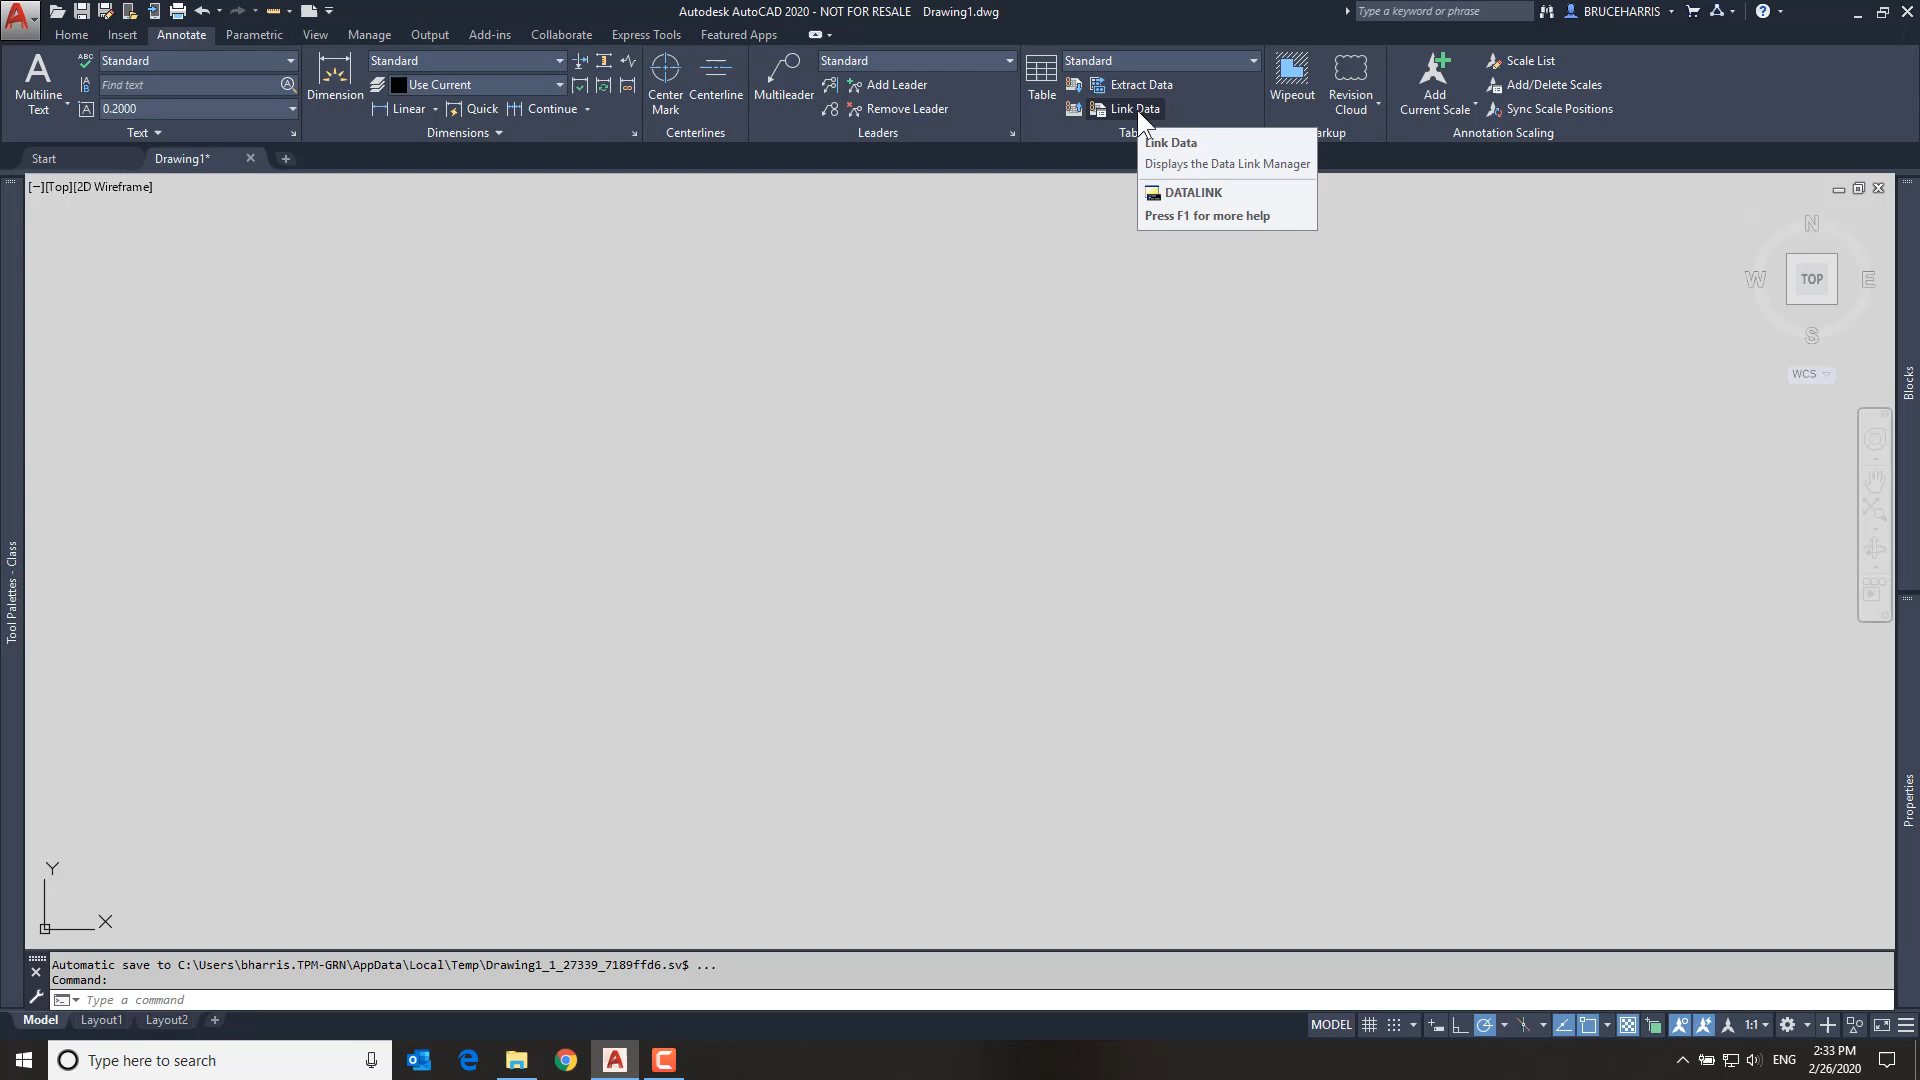 Autodesk AutoCAD 2020 - NOT FOR RESALE Drawing1.dwg
Type a keyword or phrase
BRUCEHARRIS
Home Insert Annotate Parametric View Manage Output Add-ins Collaborate Express Tools Featured Apps
Multiline Text
Standard
Find text
0.2000
Text
Dimension
Standard
Use Current
Linear Quick Continue
Dimensions
Center Mark
Centerline
Centerlines
Multileader
Standard
Add Leader
Remove Leader
Leaders
Table
Standard
Extract Data
Link Data
Wipeout
Revision Cloud
Add Current Scale
Scale List
Add/Delete Scales
Sync Scale Positions
Annotation Scaling
Start
Drawing1*
Link Data
Displays the Data Link Manager
DATALINK
Press F1 for more help
[−][Top][2D Wireframe]
N
W TOP E
S
WCS
Blocks
Properties
Tool Palettes - Class
Y
X
Automatic save to C:\Users\bharris.TPM-GRN\AppData\Local\Temp\Drawing1_1_27339_7189ffd6.sv$ ...
Command:
Type a command
Model Layout1 Layout2
MODEL
1:1
Type here to search
ENG
2:33 PM
2/26/2020